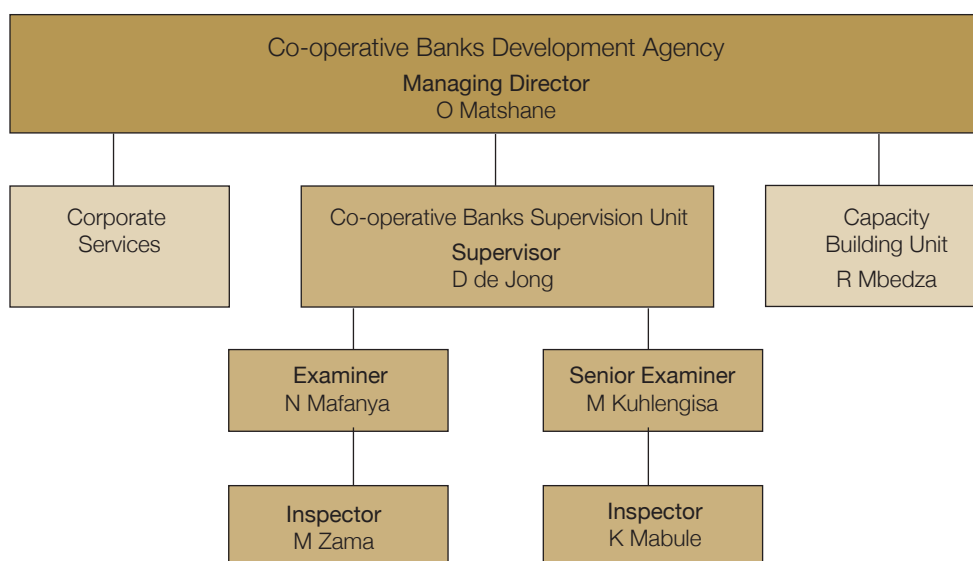 Co-operative Banks Development Agency
Managing Director
O Matshane
Corporate
Services
Co-operative Banks Supervision Unit
Supervisor
D de Jong
Capacity
Building Unit
R Mbedza
Examiner
N Mafanya
Senior Examiner
M Kuhlengisa
Inspector
M Zama
Inspector
K Mabule